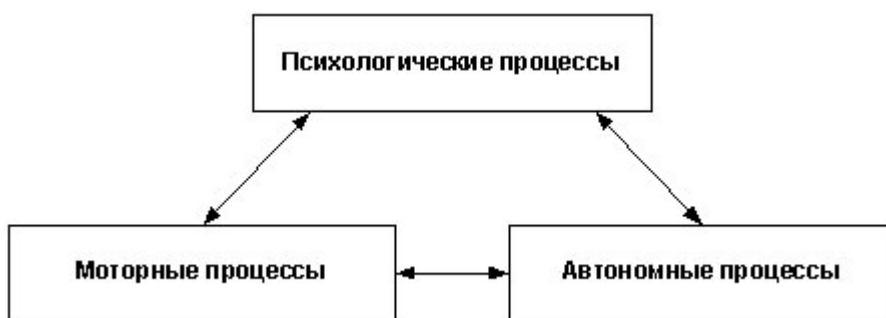 Психологические процессы
Моторные процессы
Автономные процессы